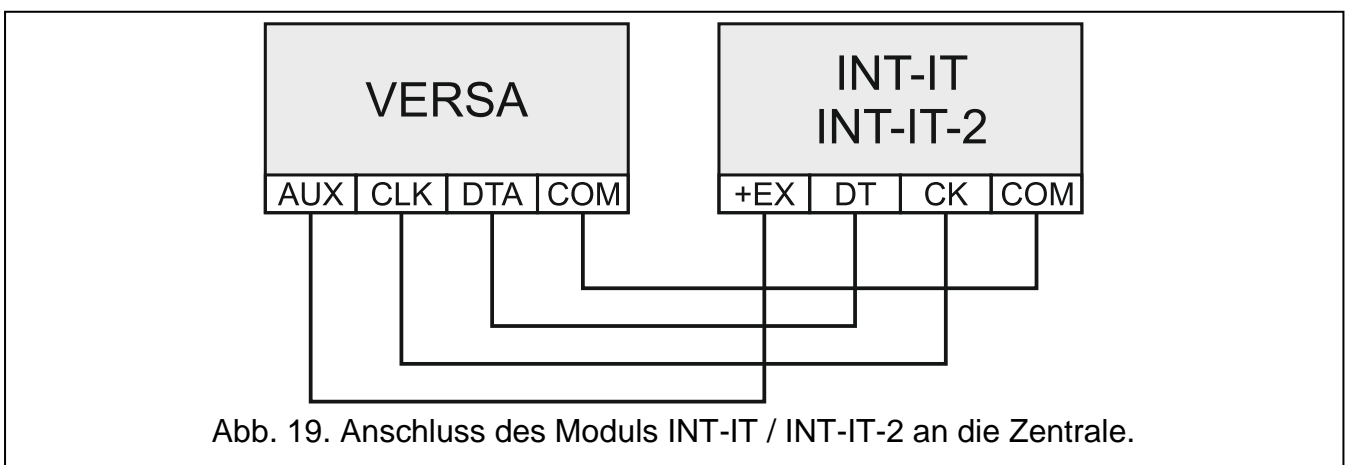 VERSA
INT-IT
INT-IT-2
AUX CLK DTA COM
+EX DT CK COM
Abb. 19. Anschluss des Moduls INT-IT / INT-IT-2 an die Zentrale.